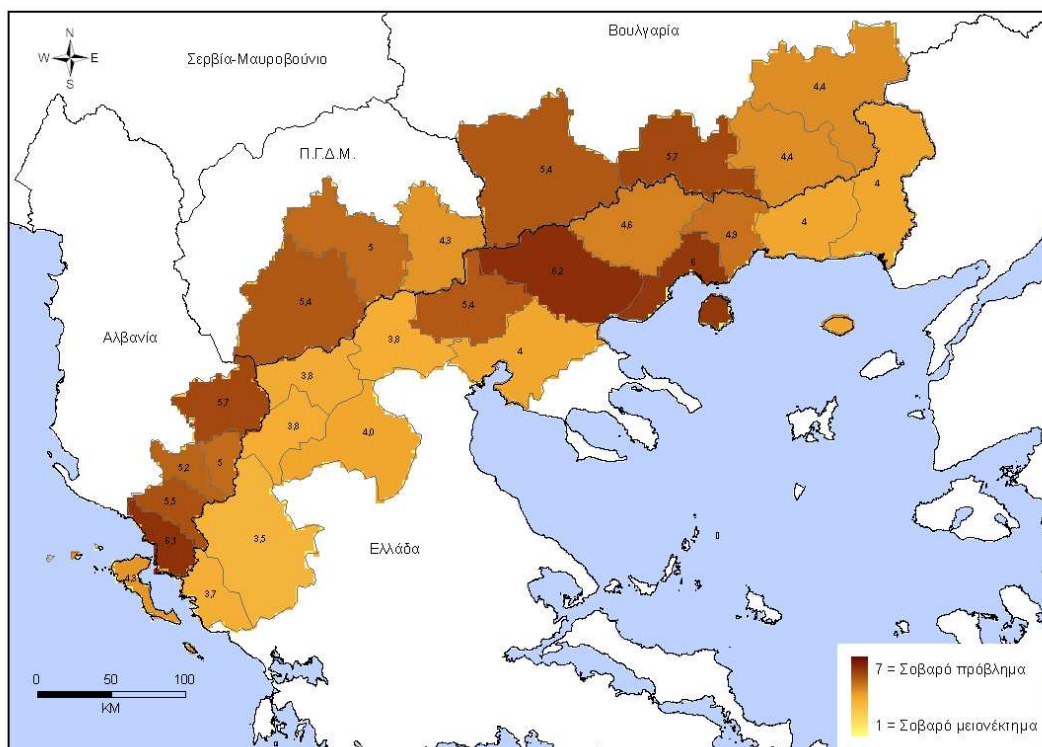 N
W E
S
Βουλγαρία
Σερβία-Μαυροβούνιο
Π.Γ.Δ.Μ.
Αλβανία
Ελλάδα
4,4
5,7
5,4
4,4
4
4,6
4,9
4
5
4,3
6,2
6
5,4
5,4
3,8
4
3,8
5,7
3,8
4,0
5,2
5
5,5
6,1
3,5
3,7
0 50 100
KM
7 = Σοβαρό πρόβλημα
1 = Σοβαρό μειονέκτημα